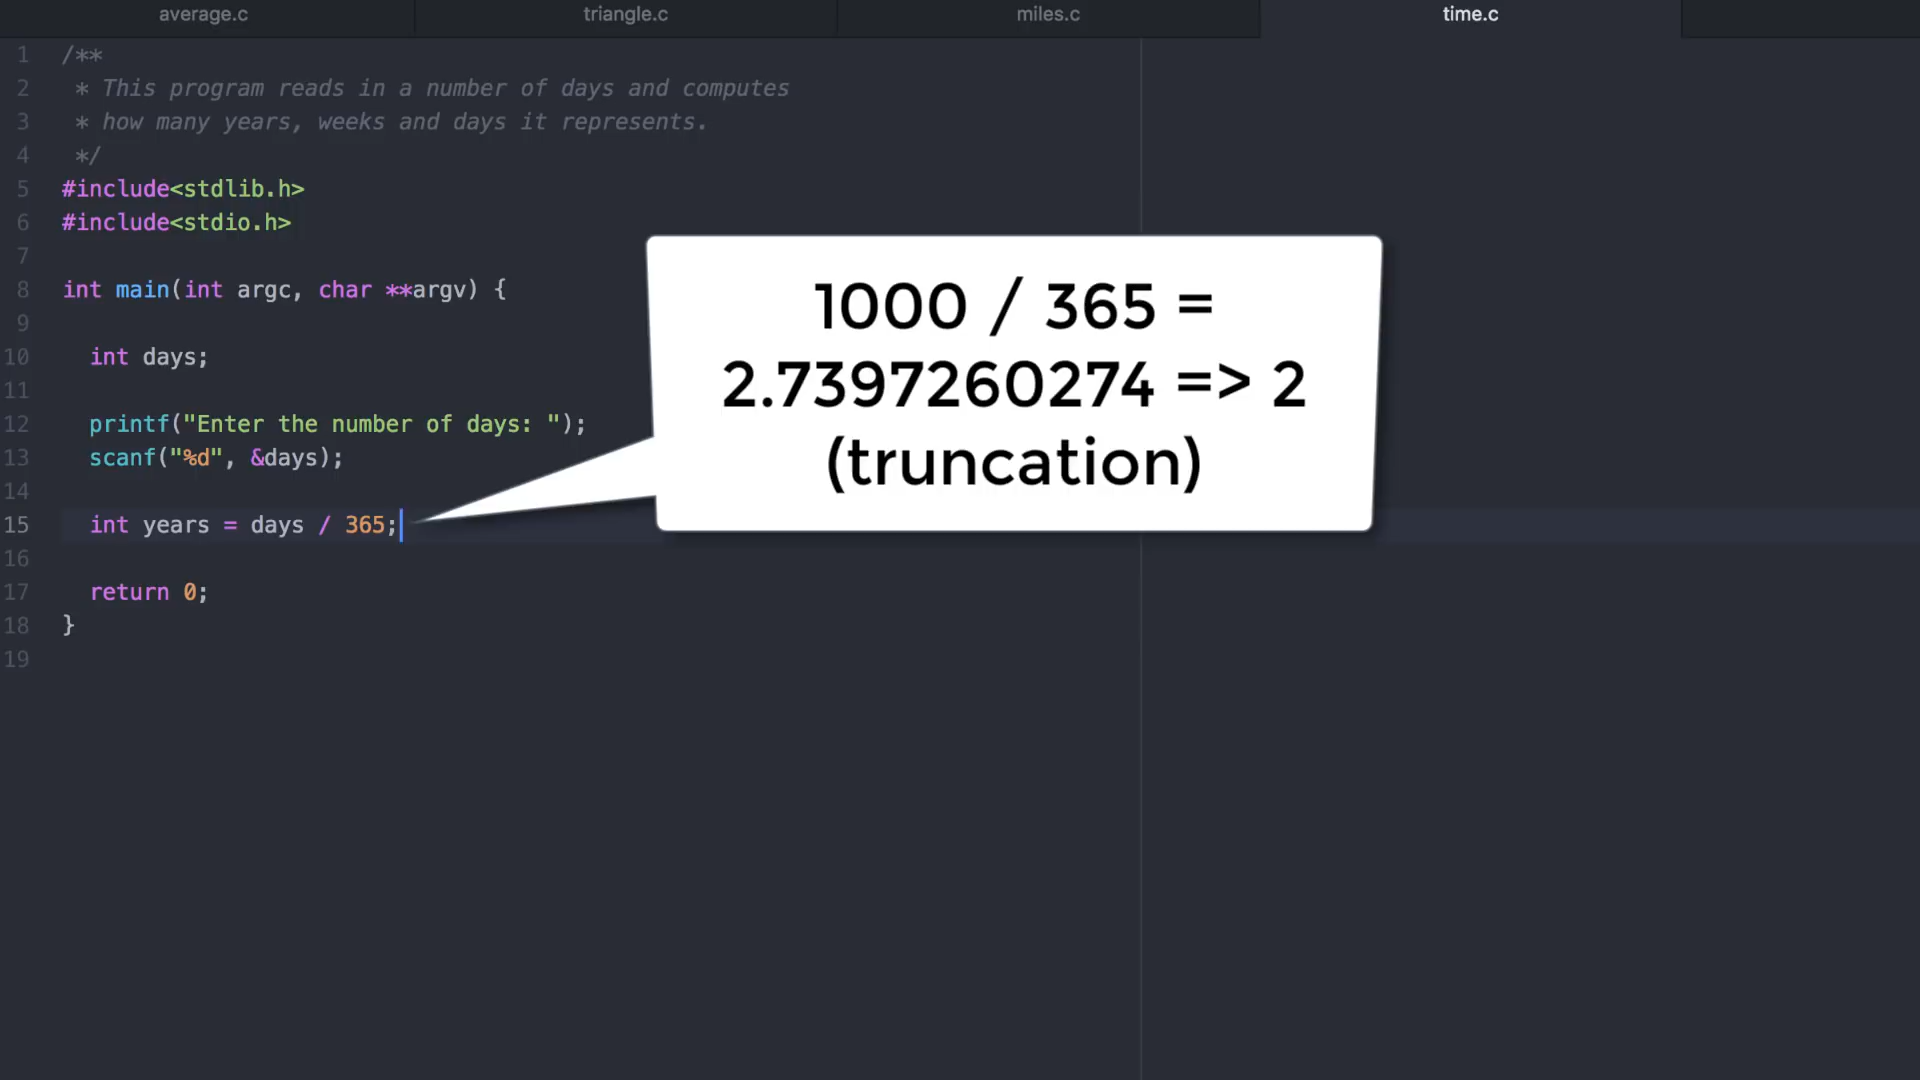 average.c
triangle.c
miles.c
time.c
1 /**
2 * This program reads in a number of days and computes
3 * how many years, weeks and days it represents.
4 */
5 #include<stdlib.h>
6 #include<stdio.h>
7
8 int main(int argc, char **argv) {
9
10 int days;
11
12 printf("Enter the number of days: ");
13 scanf("%d", &days);
14
15 int years = days / 365;
16
17 return 0;
18 }
19
1000 / 365 =
2.7397260274 => 2
(truncation)